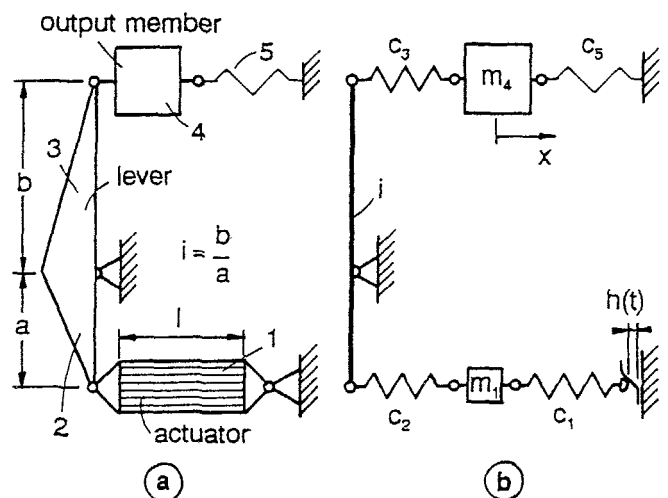 output member
5
4
3
b
lever
i = b/a
a
l
1
2
actuator
a
c₃
m₄
c₅
x
i
h(t)
m₁
c₂
c₁
b